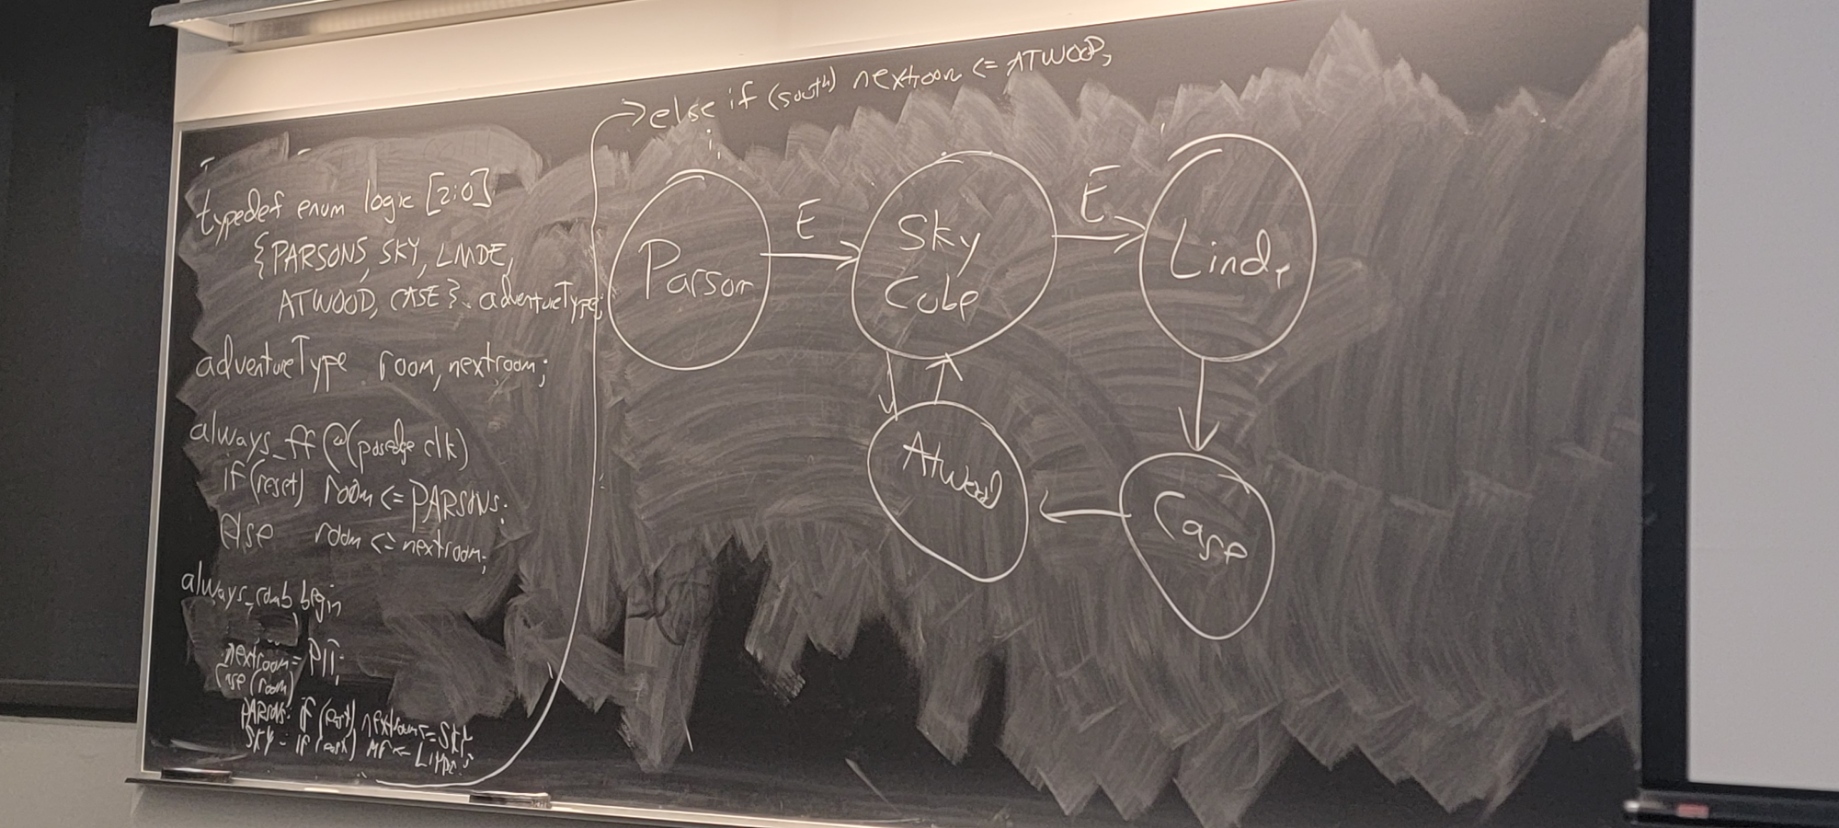 typedef enum logic [2:0]
{PARSONS, SKY, LINDE,
ATWOOD, CASE} adventureType;
adventureType room, nextroom;
always_ff @(posedge clk)
if (reset) room <= PARSONS;
else room <= nextroom;
always_comb begin
nextroom =
case (room)
PARSONS: if (east) nextroom = SKY;
SKY: if (east) nr = LINDE;
else if (south) nextroom <= ATWOOD;
Parson
E
Sky
Cube
E
Linde
Atwood
Case